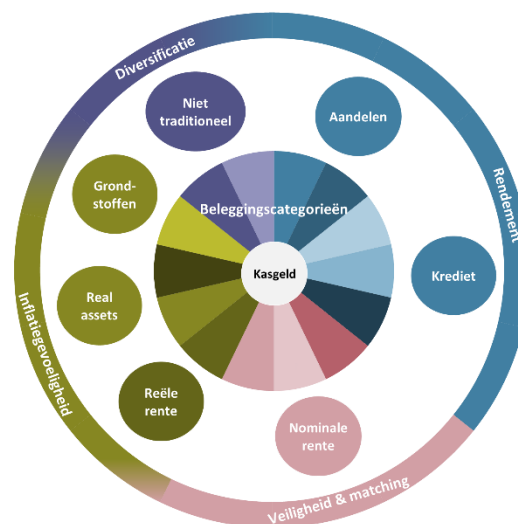 Diversificatie
Rendement
Niet
traditioneel
Aandelen
Grond-
stoffen
Beleggingscategorieën
Kasgeld
Krediet
Real
assets
Inflatiegevoeligheid
Reële
rente
Nominale
rente
Veiligheid & matching